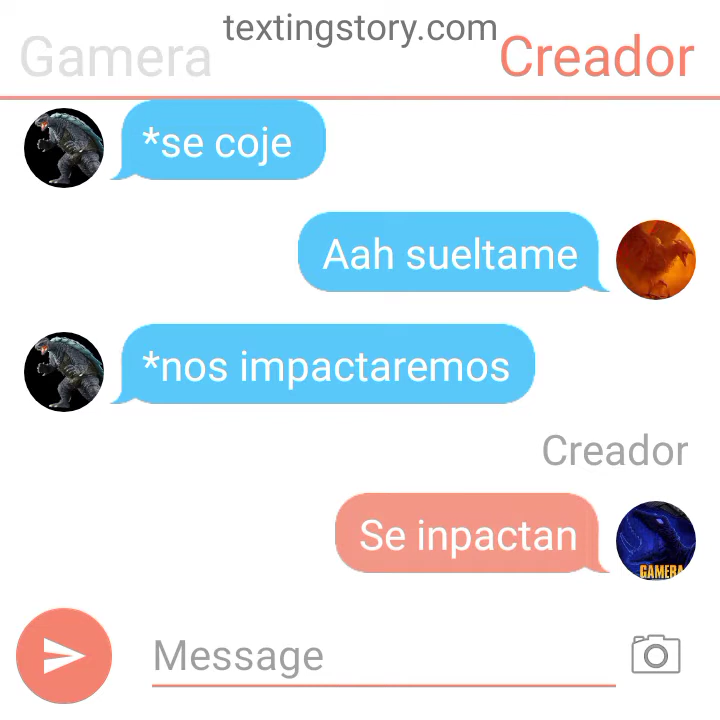 textingstory.com
Gamera
Creador
*se coje
Aah sueltame
*nos impactaremos
Creador
Se inpactan
GAMERA
Message